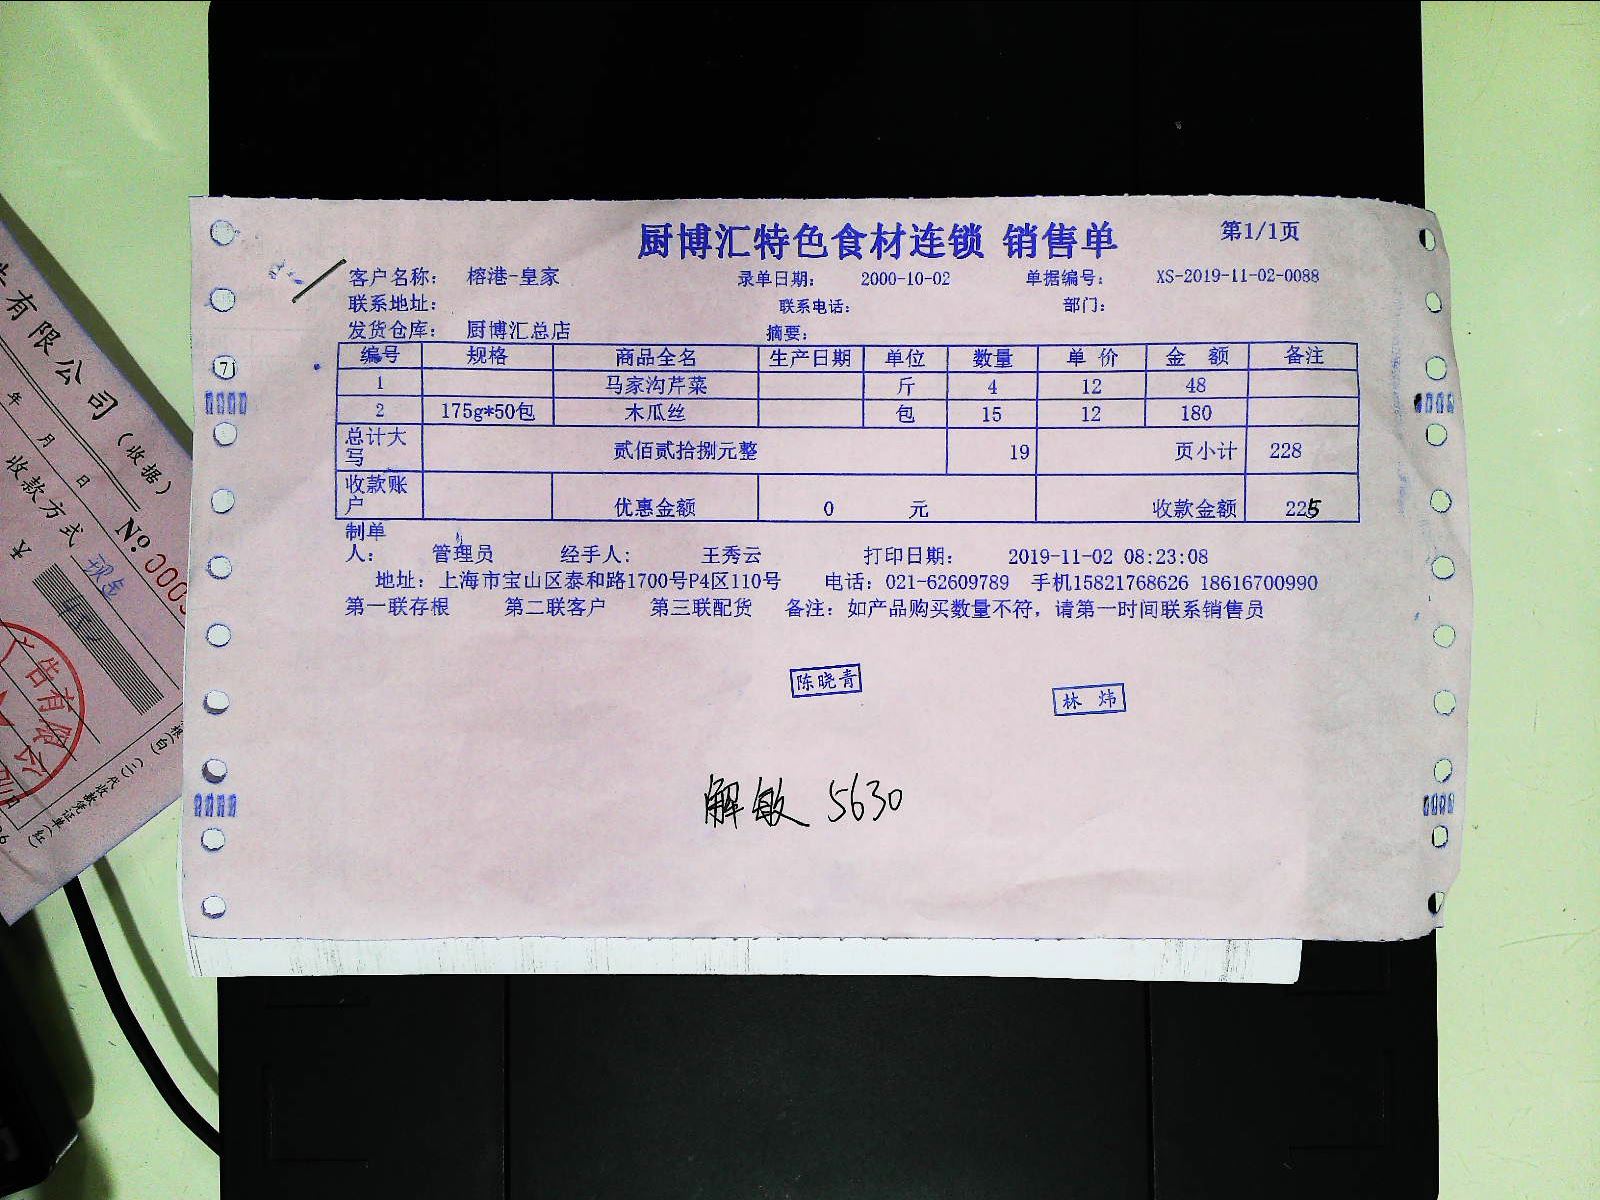 厨博汇特色食材连锁 销售单 第1/1页
客户名称： 榕港-皇家 录单日期： 2000-10-02 单据编号： XS-2019-11-02-0088
联系地址： 联系电话： 部门：
发货仓库： 厨博汇总店 摘要：
编号 规格 商品全名 生产日期 单位 数量 单 价 金 额 备注
1 马家沟芹菜 斤 4 12 48
2 175g*50包 木瓜丝 包 15 12 180
总计大写 贰佰贰拾捌元整 19 页小计 228
收款账户 优惠金额 0 元 收款金额 225
制单人： 管理员 经手人： 王秀云 打印日期： 2019-11-02 08:23:08
地址：上海市宝山区泰和路1700号P4区110号 电话：021-62609789 手机15821768626 18616700990
第一联存根 第二联客户 第三联配货 备注：如产品购买数量不符，请第一时间联系销售员
陈晓青
林 炜
解敏 5630
7
有限公司（收据）
年 月 日
收款方式 现金
No 000
￥
广告有限公